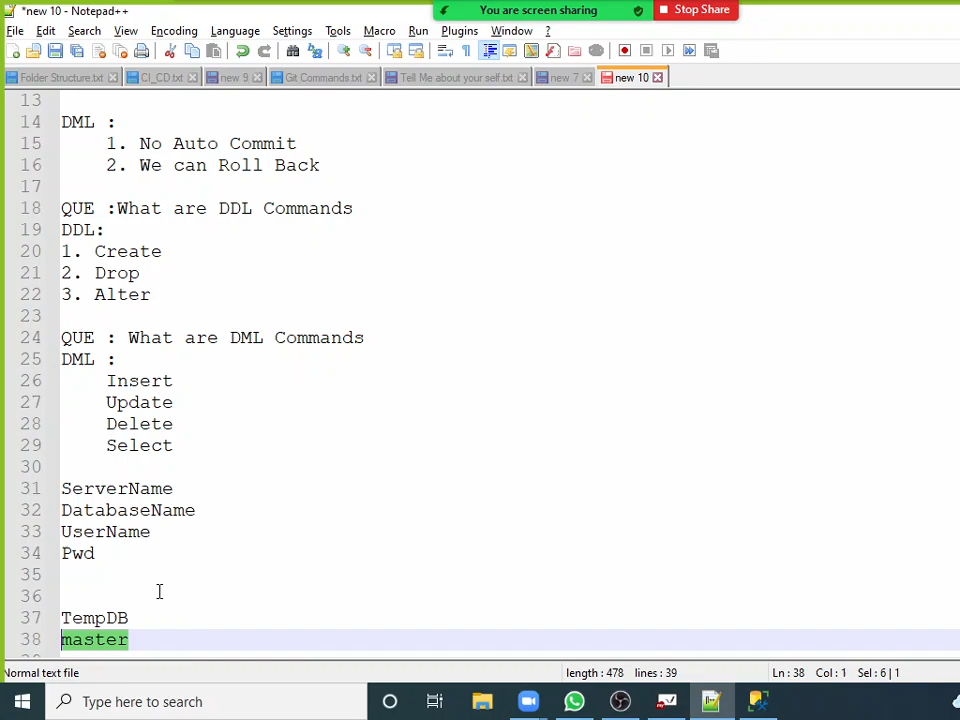 *new 10 - Notepad++
You are screen sharing
Stop Share
File Edit Search View Encoding Language Settings Tools Macro Run Plugins Window ?
Folder Structure.txt CI_CD.txt new 9 Git Commands.txt Tell Me about your self.txt new 7 new 10
13
14 DML :
15 1. No Auto Commit
16 2. We can Roll Back
17
18 QUE :What are DDL Commands
19 DDL:
20 1. Create
21 2. Drop
22 3. Alter
23
24 QUE : What are DML Commands
25 DML :
26 Insert
27 Update
28 Delete
29 Select
30
31 ServerName
32 DatabaseName
33 UserName
34 Pwd
35
36
37 TempDB
38 master
Normal text file length : 478 lines : 39 Ln : 38 Col : 1 Sel : 6 | 1
Type here to search